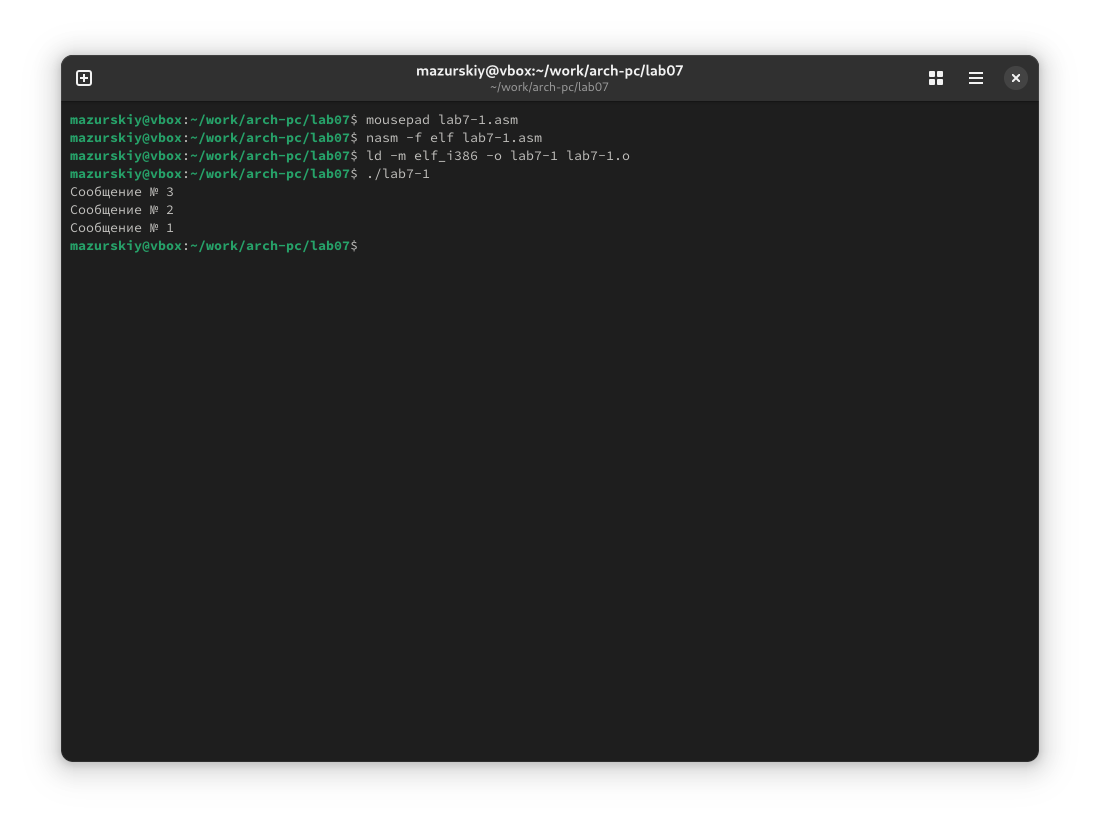 mazurskiy@vbox:~/work/arch-pc/lab07
~/work/arch-pc/lab07
mazurskiy@vbox:~/work/arch-pc/lab07$ mousepad lab7-1.asm
mazurskiy@vbox:~/work/arch-pc/lab07$ nasm -f elf lab7-1.asm
mazurskiy@vbox:~/work/arch-pc/lab07$ ld -m elf_i386 -o lab7-1 lab7-1.o
mazurskiy@vbox:~/work/arch-pc/lab07$ ./lab7-1
Сообщение № 3
Сообщение № 2
Сообщение № 1
mazurskiy@vbox:~/work/arch-pc/lab07$